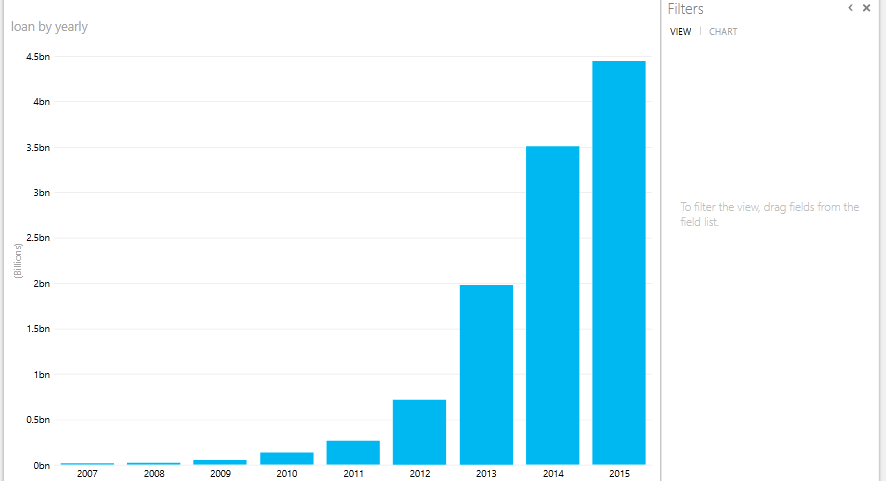 loan by yearly
4.5bn
4bn
3.5bn
3bn
2.5bn
2bn
1.5bn
1bn
0.5bn
0bn
(Billions)
2007 2008 2009 2010 2011 2012 2013 2014 2015
Filters
VIEW | CHART
To filter the view, drag fields from the
field list.